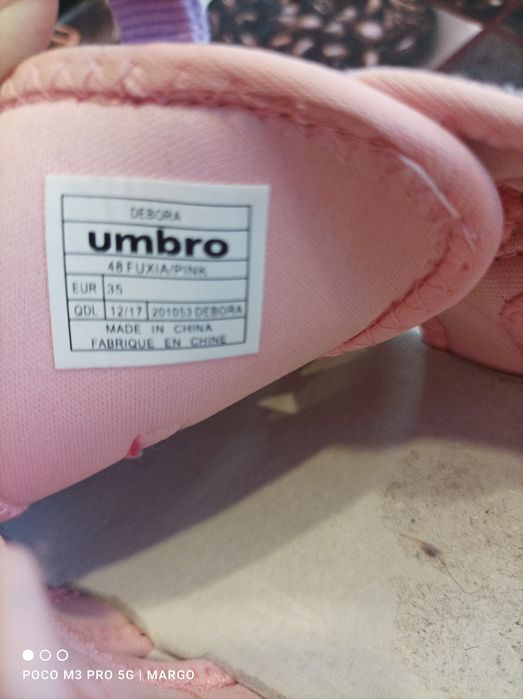 DEBORA
umbro
48 FUXIA/PINK
EUR 35
QDL 12/17 201053 DEBORA
MADE IN CHINA
FABRIQUE EN CHINE
POCO M3 PRO 5G | MARGO